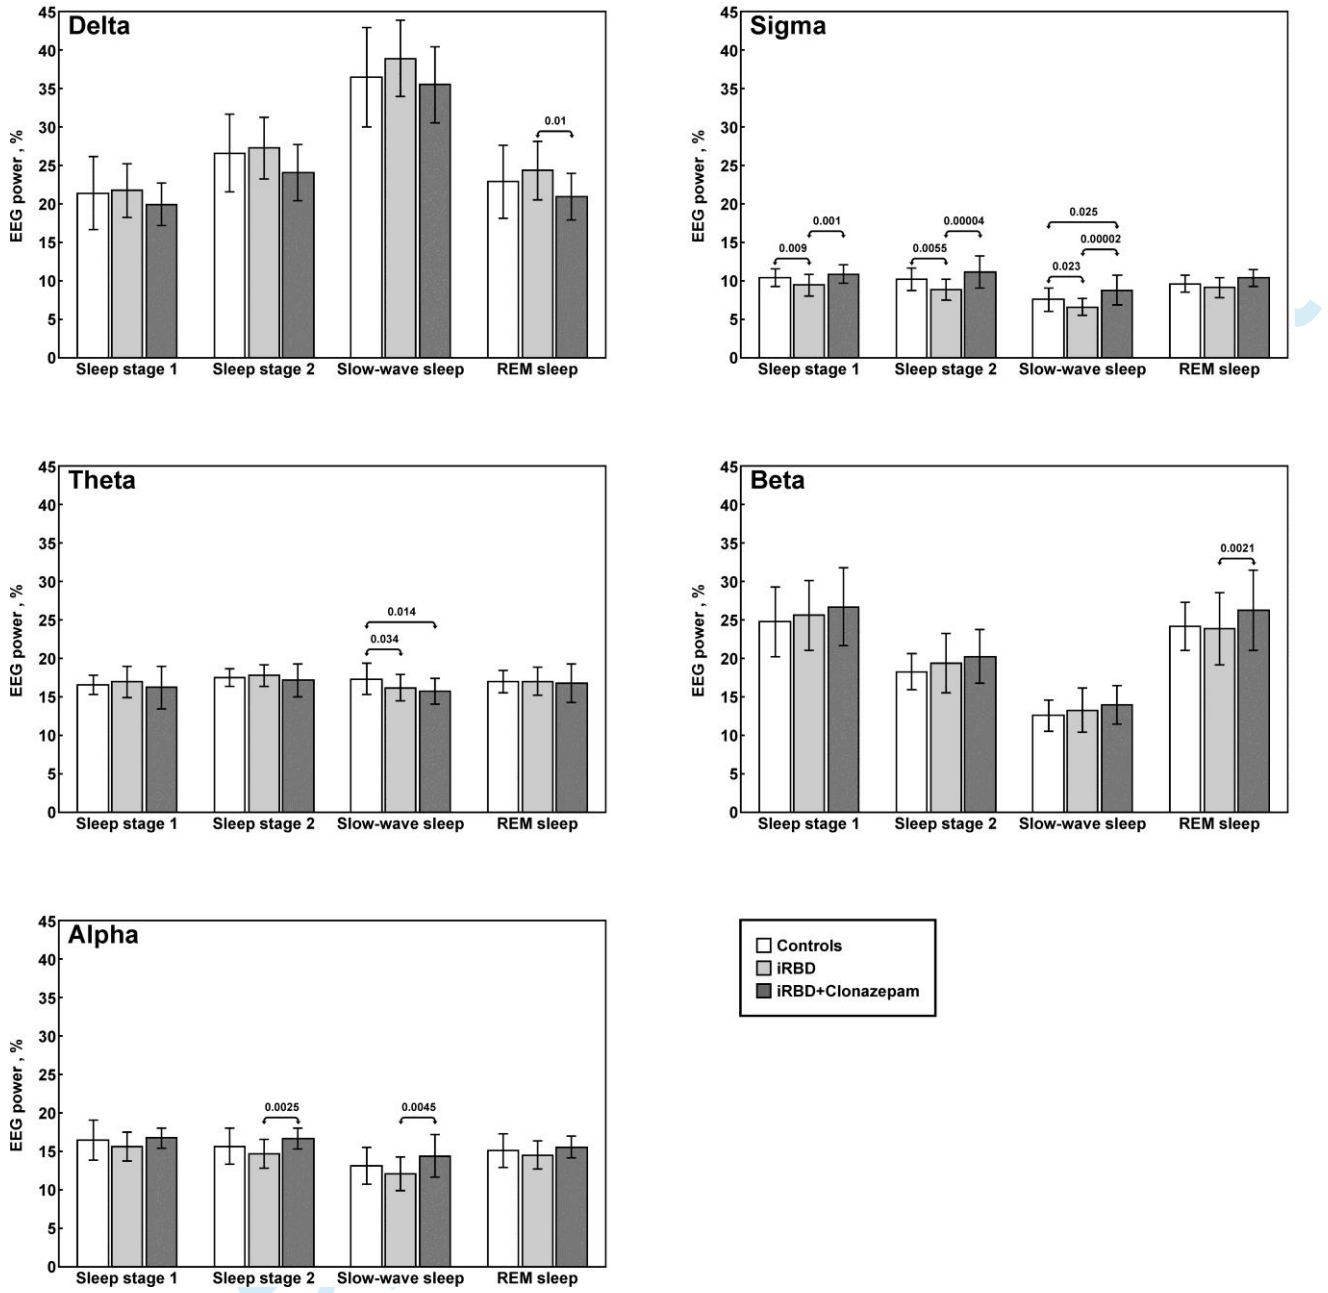 Delta
EEG power , %
45
40
35
30
25
20
15
10
5
0
0.01
Sleep stage 1 Sleep stage 2 Slow-wave sleep REM sleep
Sigma
EEG power , %
45
40
35
30
25
20
15
10
5
0
0.025
0.001 0.00004 0.00002
0.009 0.0055 0.023
Sleep stage 1 Sleep stage 2 Slow-wave sleep REM sleep
Theta
EEG power , %
45
40
35
30
25
20
15
10
5
0
0.014
0.034
Sleep stage 1 Sleep stage 2 Slow-wave sleep REM sleep
Beta
EEG power , %
45
40
35
30
25
20
15
10
5
0
0.0021
Sleep stage 1 Sleep stage 2 Slow-wave sleep REM sleep
Alpha
EEG power , %
45
40
35
30
25
20
15
10
5
0
0.0025 0.0045
Sleep stage 1 Sleep stage 2 Slow-wave sleep REM sleep
Controls
iRBD
iRBD+Clonazepam